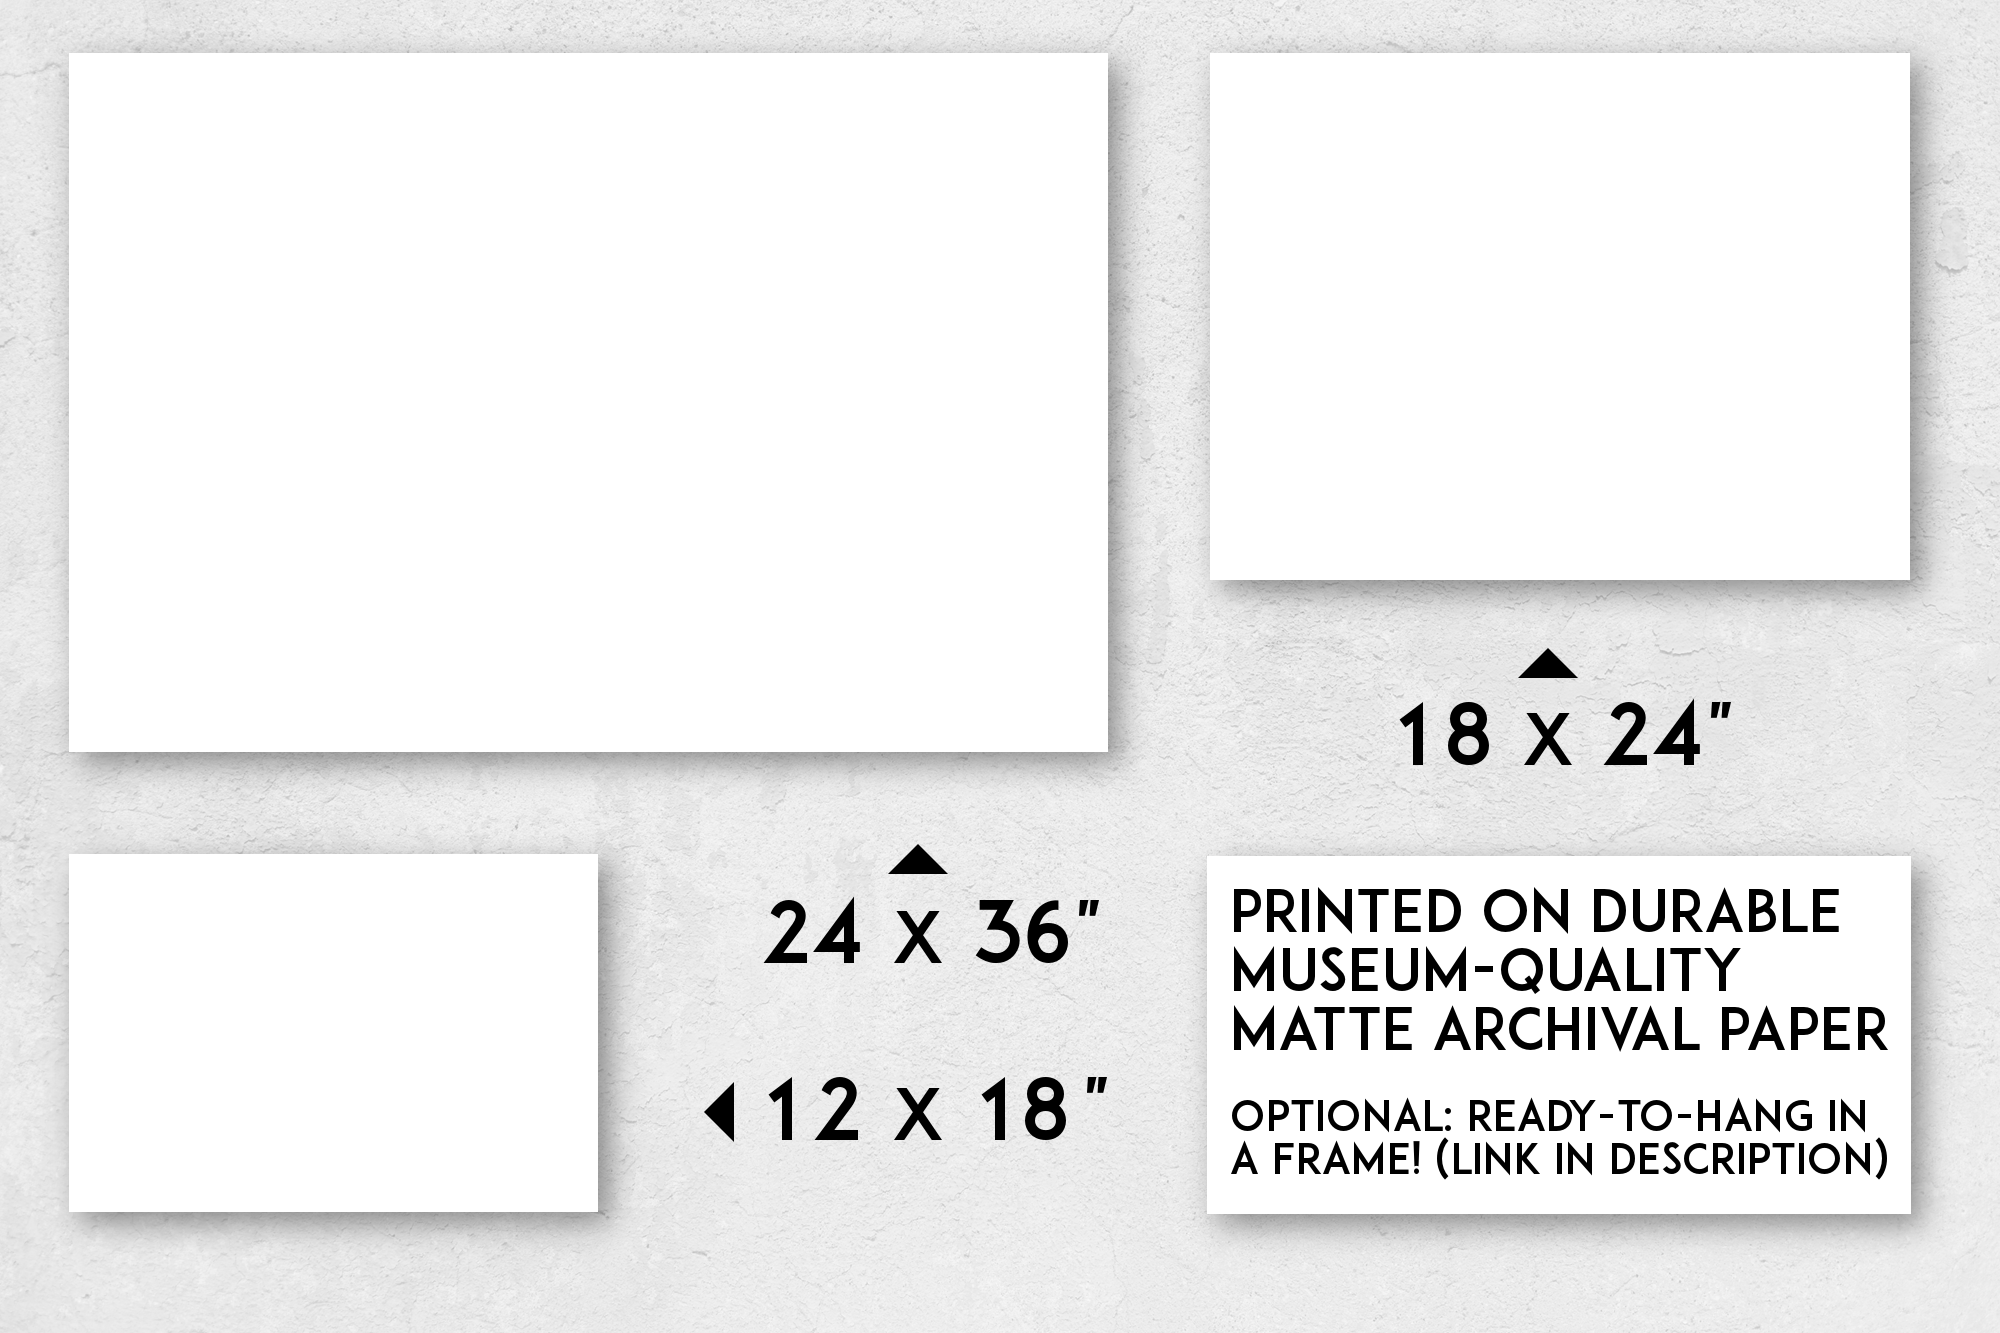 18 X 24"
24 X 36"
12 X 18"
PRINTED ON DURABLE
MUSEUM-QUALITY
MATTE ARCHIVAL PAPER
OPTIONAL: READY-TO-HANG IN
A FRAME! (LINK IN DESCRIPTION)